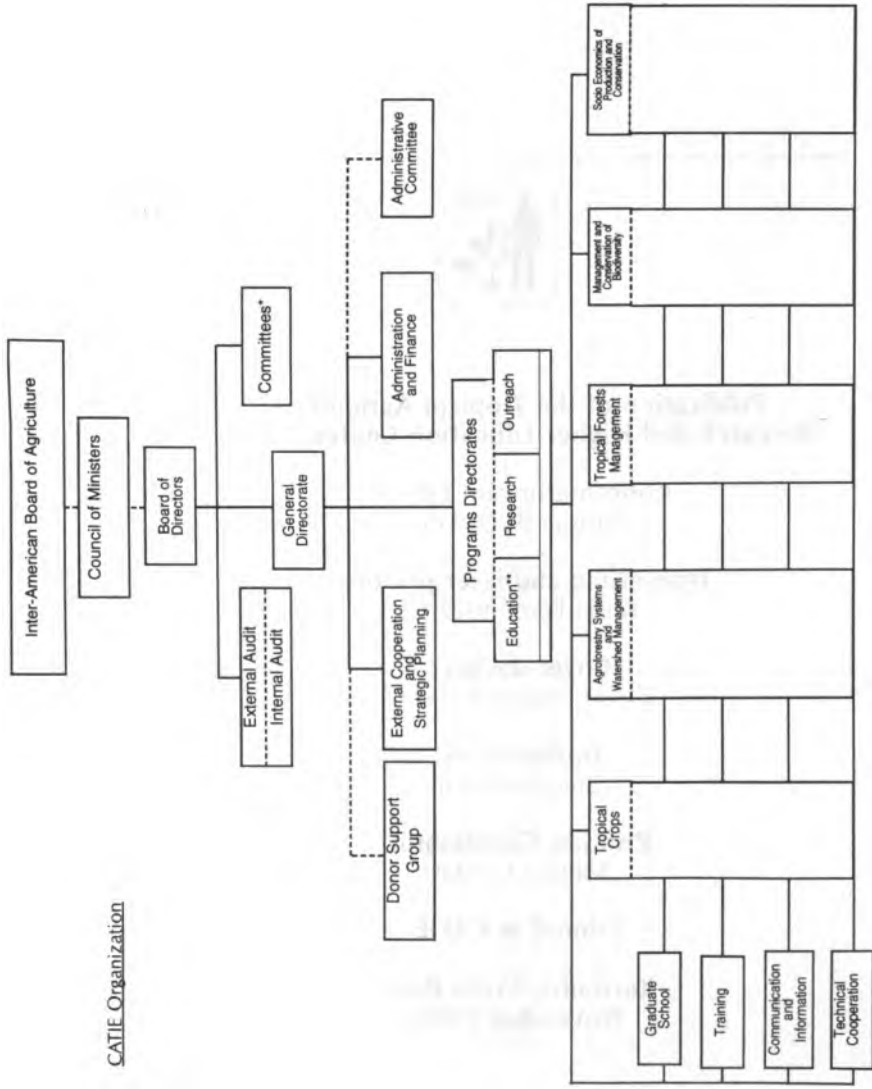 CATIE Organization
Inter-American Board of Agriculture
Council of Ministers
Board of
Directors
External Audit
Internal Audit
Committees*
General
Directorate
Donor Support
Group
External Cooperation
and
Strategic Planning
Administration
and Finance
Administrative
Committee
Programs Directorates
Education*
Research
Outreach
Tropical
Crops
Agroforestry Systems
and
Watershed Management
Tropical Forests
Management
Management and
Conservation of
Biodiversity
Socio Economics of
Production and
Conservation
Graduate
School
Training
Communication
and
Information
Technical
Cooperation